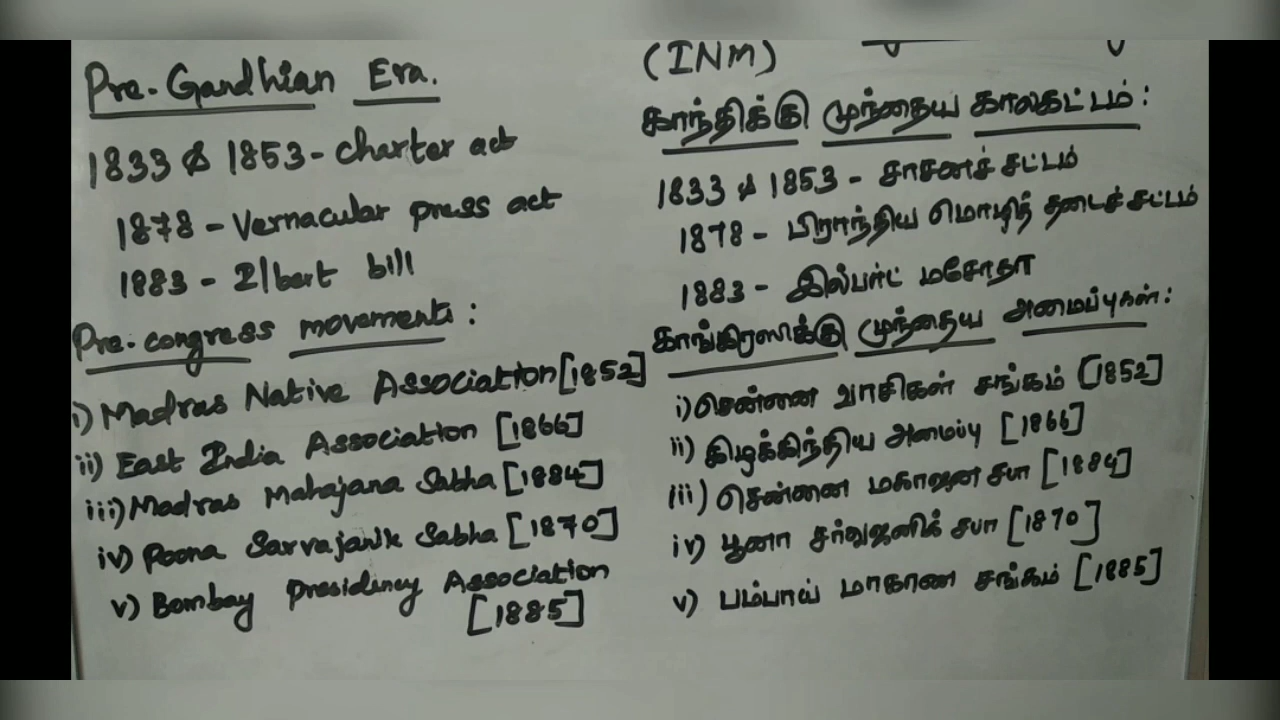 Pre-Gandhian Era.
1833 & 1853 - charter act
1878 - Vernacular press act
1883 - Ilbert bill
Pre-congress movements :
i) Madras Native Association [1852]
ii) East India Association [1866]
iii) Madras Mahajana Sabha [1884]
iv) Poona Sarvajanik Sabha [1870]
v) Bombay Presidency Association
[1885]
(INM)
காந்திக்கு முந்தைய காலகட்டம் :
1833 & 1853 - சாசனச் சட்டம்
1878 - பிராந்திய மொழித் தடைச் சட்டம்
1883 - இல்பர்ட் மசோதா
காங்கிரஸிக்கு முந்தைய அமைப்புகள் :
i) சென்னை வாசிகள் சங்கம் [1852]
ii) கிழக்கிந்திய அமைப்பு [1866]
iii) சென்னை மகாஜன சபா [1884]
iv) பூனா சர்வஜனிக் சபா [1870]
v) பம்பாய் மாகாண சங்கம் [1885]